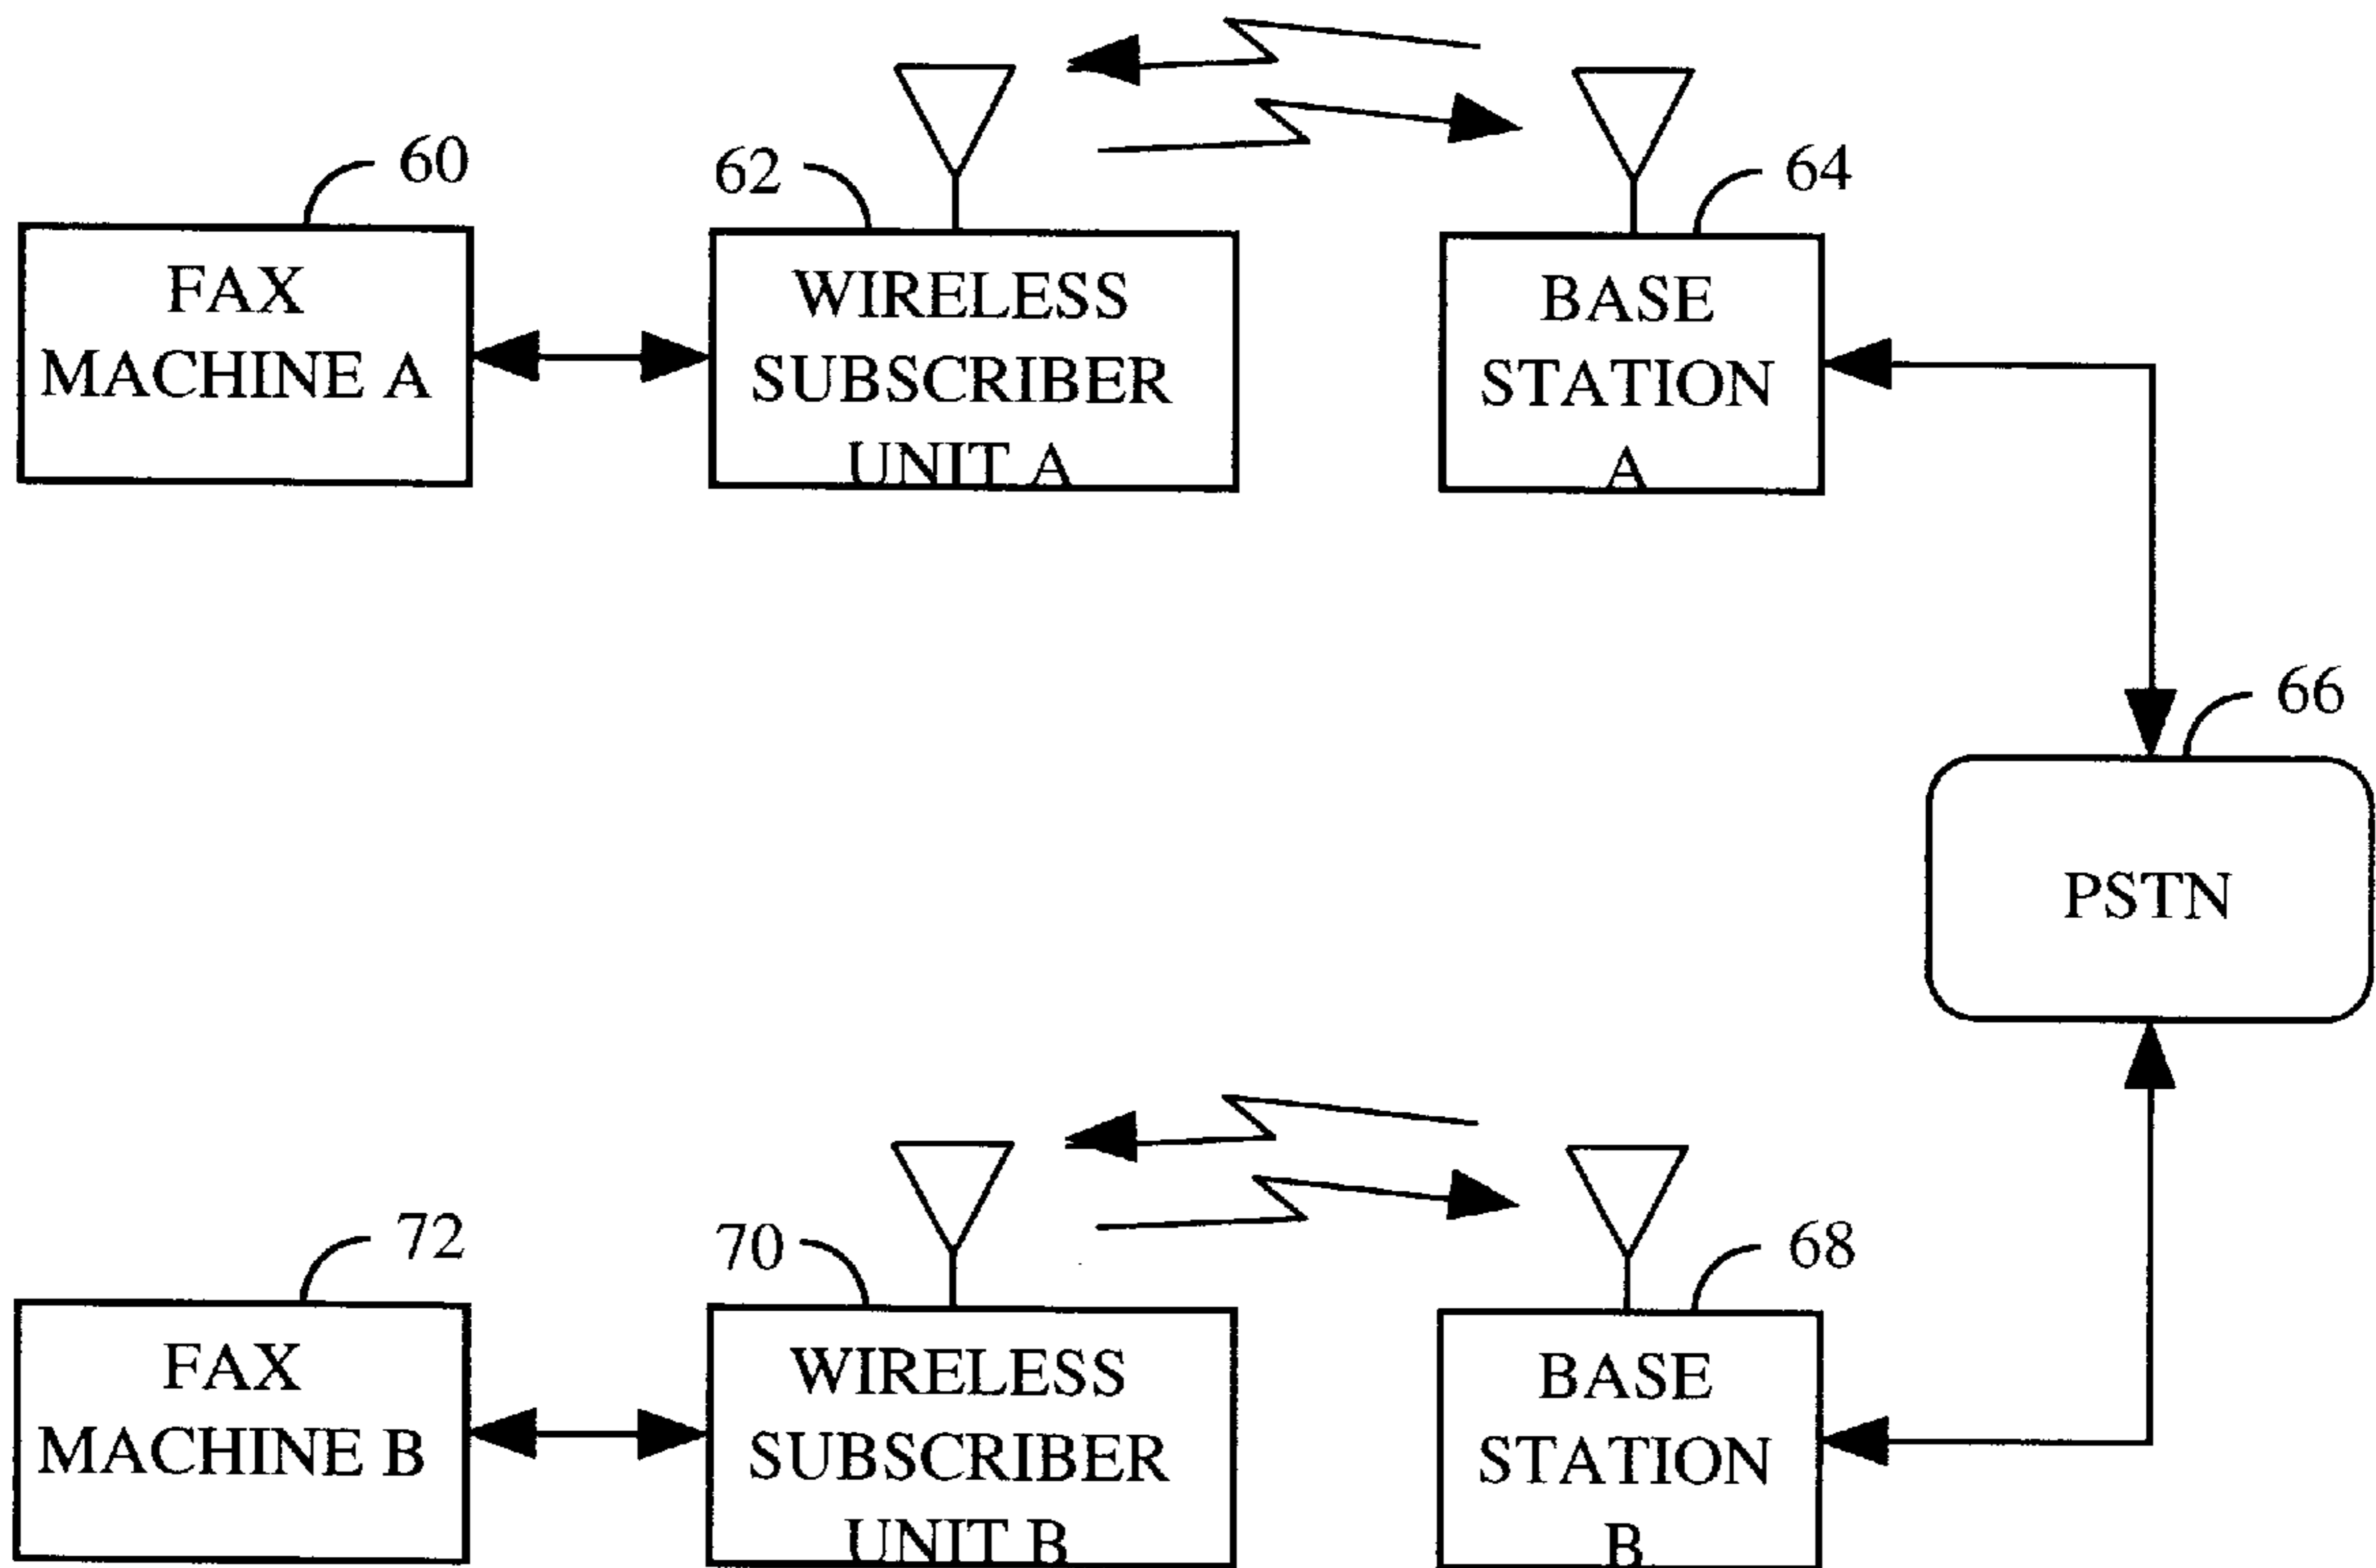 60
62
64
FAX
MACHINE A
WIRELESS
SUBSCRIBER
UNIT A
BASE
STATION
A
66
PSTN
72
70
68
FAX
MACHINE B
WIRELESS
SUBSCRIBER
UNIT B
BASE
STATION
B